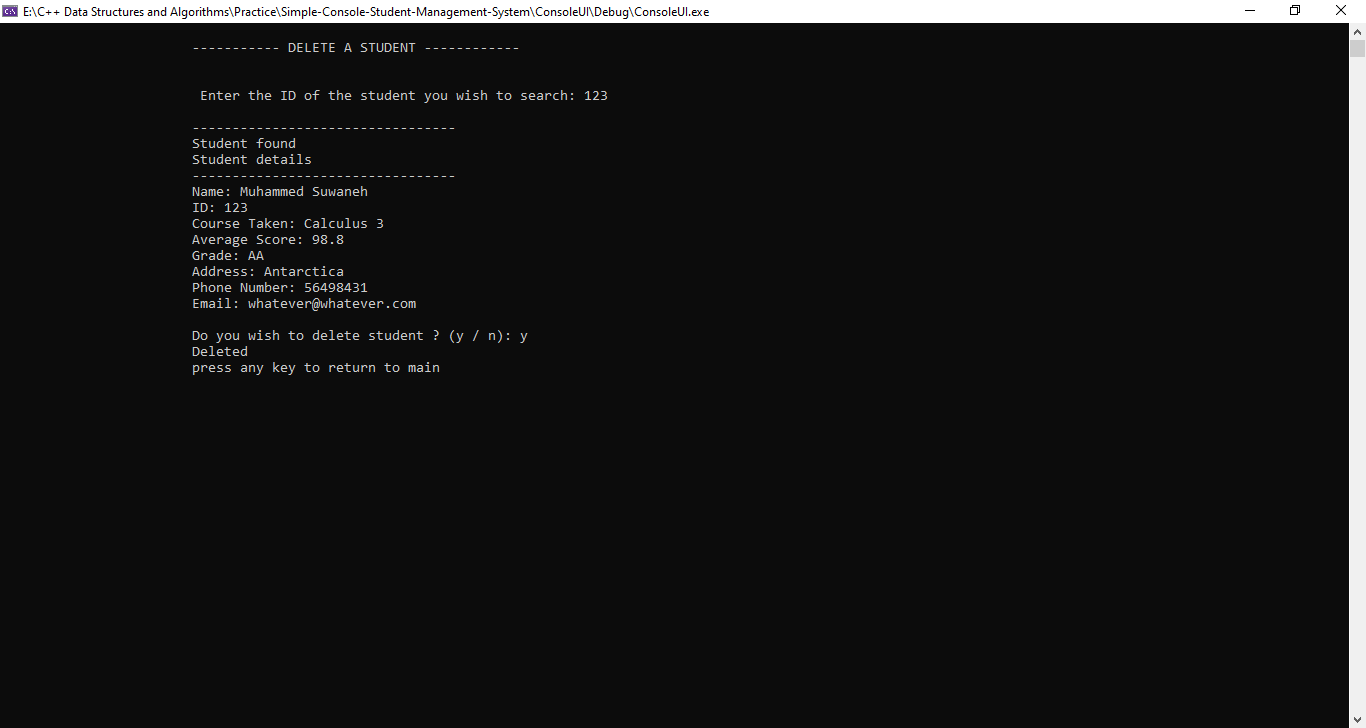 E:\C++ Data Structures and Algorithms\Practice\Simple-Console-Student-Management-System\ConsoleUI\Debug\ConsoleUI.exe
----------- DELETE A STUDENT ------------
Enter the ID of the student you wish to search: 123
---------------------------------
Student found
Student details
---------------------------------
Name: Muhammed Suwaneh
ID: 123
Course Taken: Calculus 3
Average Score: 98.8
Grade: AA
Address: Antarctica
Phone Number: 56498431
Email: whatever@whatever.com
Do you wish to delete student ? (y / n): y
Deleted
press any key to return to main